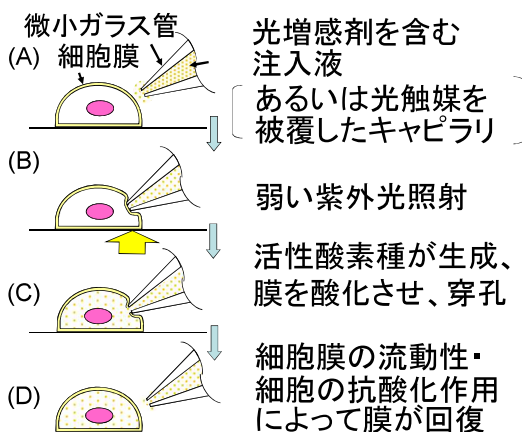 微小ガラス管
細胞膜
(A)
光増感剤を含む
注入液
あるいは光触媒を
被覆したキャピラリ
(B)
弱い紫外光照射
(C)
活性酸素種が生成、
膜を酸化させ、穿孔
(D)
細胞膜の流動性・
細胞の抗酸化作用
によって膜が回復